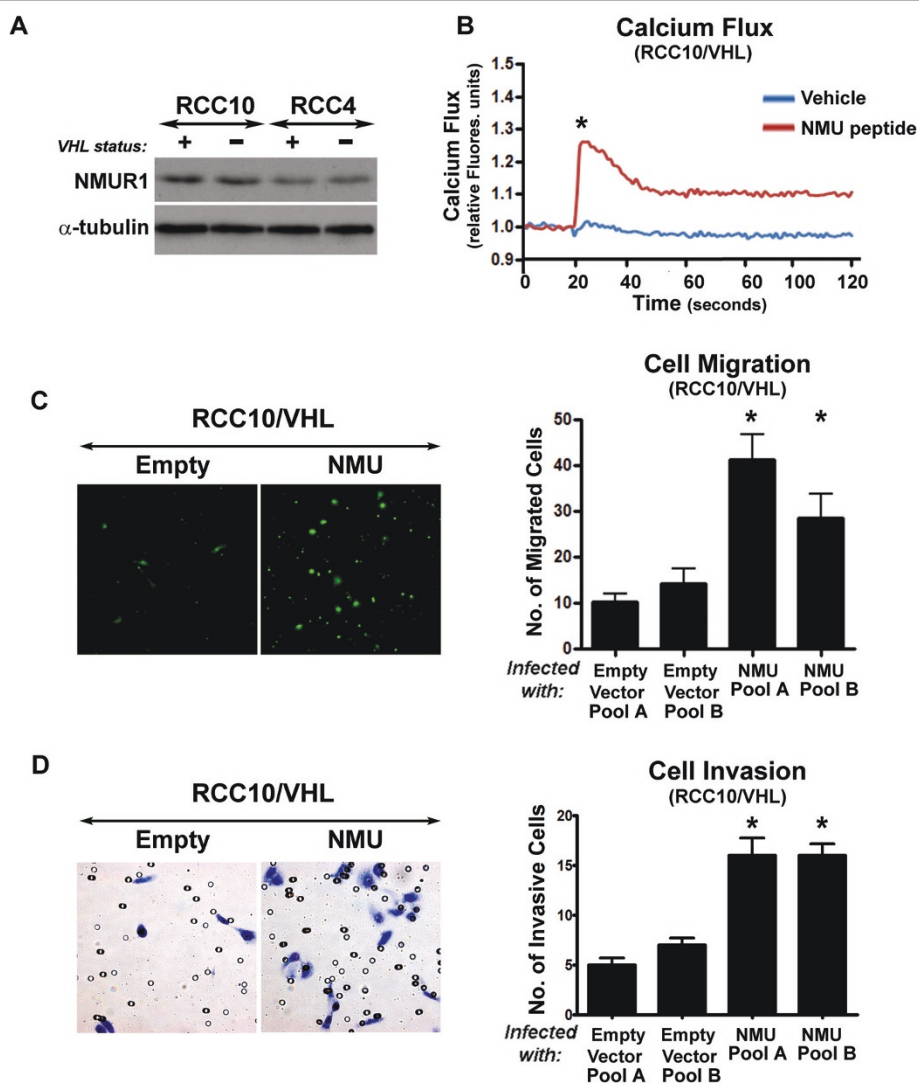 A
RCC10 RCC4
VHL status: + − + −
NMUR1
α-tubulin
B
Calcium Flux
(RCC10/VHL)
Calcium Flux
(relative Fluores. units)
1.5
1.4
1.3
1.2
1.1
1.0
0.9
*
Vehicle
NMU peptide
0 20 40 60 60 100 120
Time (seconds)
C
RCC10/VHL
Empty NMU
Cell Migration
(RCC10/VHL)
No. of Migrated Cells
50
40
30
20
10
0
* *
Infected
with:
Empty
Vector
Pool A
Empty
Vector
Pool B
NMU
Pool A
NMU
Pool B
D
RCC10/VHL
Empty NMU
Cell Invasion
(RCC10/VHL)
No. of Invasive Cells
20
15
10
5
0
* *
Infected
with:
Empty
Vector
Pool A
Empty
Vector
Pool B
NMU
Pool A
NMU
Pool B